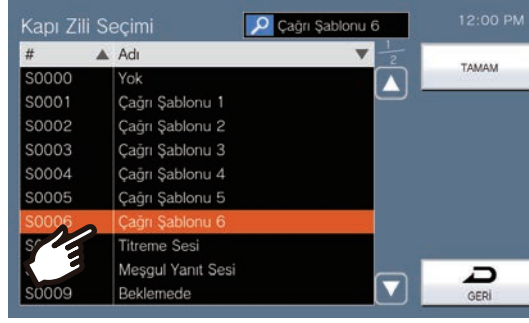 Kapı Zili Seçimi
Çağrı Şablonu 6
12:00 PM
# Adı
1/2
S0000 Yok
S0001 Çağrı Şablonu 1
S0002 Çağrı Şablonu 2
S0003 Çağrı Şablonu 3
S0004 Çağrı Şablonu 4
S0005 Çağrı Şablonu 5
S0006 Çağrı Şablonu 6
Titreme Sesi
Meşgul Yanıt Sesi
S0009 Beklemede
TAMAM
GERİ